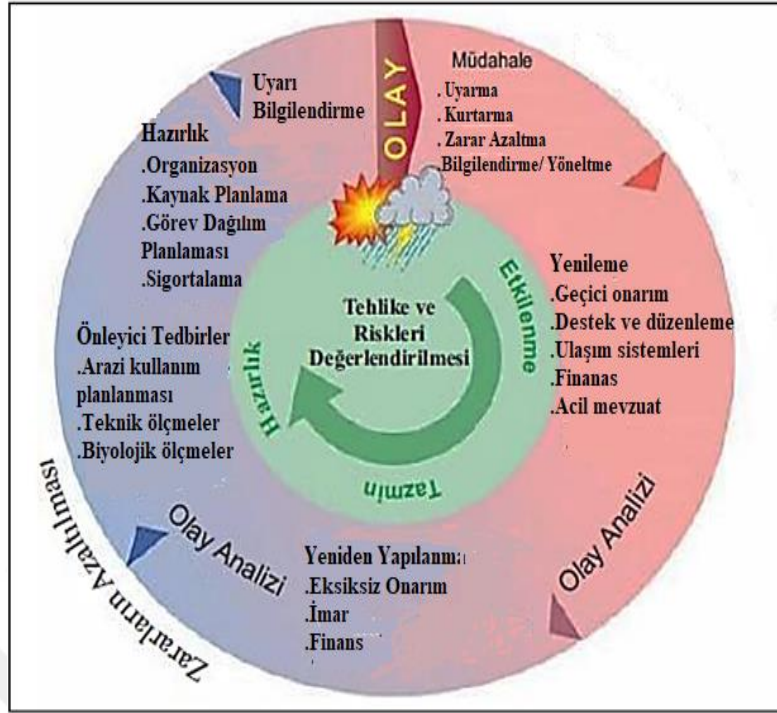 OLAY
Müdahale
. Uyarma
. Kurtarma
. Zarar Azaltma
.Bilgilendirme/ Yöneltme
Yenileme
.Geçici onarım
.Destek ve düzenleme
.Ulaşım sistemleri
.Finanas
.Acil mevzuat
Olay Analizi
Yeniden Yapılanma
.Eksiksiz Onarım
.İmar
.Finans
Olay Analizi
Zararların Azaltılması
Önleyici Tedbirler
.Arazi kullanım
planlanması
.Teknik ölçmeler
.Biyolojik ölçmeler
Hazırlık
.Organizasyon
.Kaynak Planlama
.Görev Dağılım
Planlaması
.Sigortalama
Uyarı
Bilgilendirme
Tehlike ve
Riskleri
Değerlendirilmesi
Etkilenme
Tazmin
Hazırlık